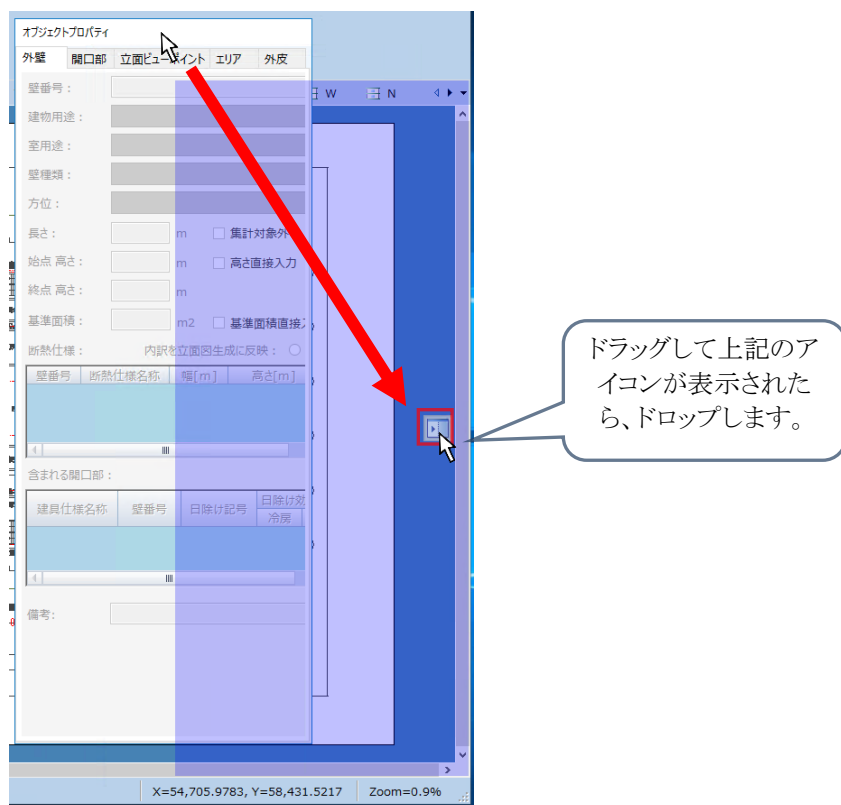 オブジェクトプロパティ
外壁 開口部 立面ビューポイント エリア 外皮
壁番号：
W N
建物用途：
室用途：
壁種類：
方位：
長さ： m 集計対象外
始点 高さ： m 高さ直接入力
終点 高さ： m
基準面積： m2 基準面積直接
断熱仕様： 内訳を立面図生成に反映：
壁番号 断熱仕様名称 幅[m] 高さ[m]
含まれる開口部：
建具仕様名称 壁番号 日除け記号 日除け効
冷房
備考：
X=54,705.9783, Y=58,431.5217 Zoom=0.9%
ドラッグして上記のア
イコンが表示された
ら、ドロップします。